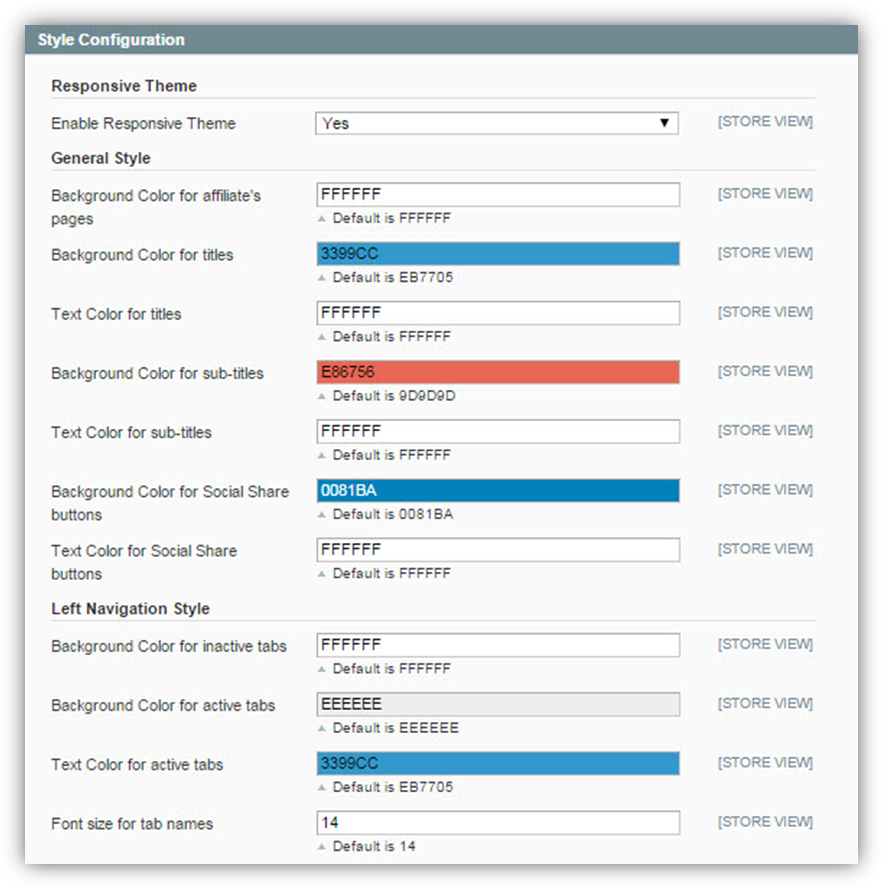 Style Configuration
Responsive Theme
Enable Responsive Theme Yes [STORE VIEW]
General Style
Background Color for affiliate's FFFFFF [STORE VIEW]
pages Default is FFFFFF
Background Color for titles 3399CC [STORE VIEW]
Default is EB7705
Text Color for titles FFFFFF [STORE VIEW]
Default is FFFFFF
Background Color for sub-titles E86756 [STORE VIEW]
Default is 9D9D9D
Text Color for sub-titles FFFFFF [STORE VIEW]
Default is FFFFFF
Background Color for Social Share 0081BA [STORE VIEW]
buttons Default is 0081BA
Text Color for Social Share FFFFFF [STORE VIEW]
buttons Default is FFFFFF
Left Navigation Style
Background Color for inactive tabs FFFFFF [STORE VIEW]
Default is FFFFFF
Background Color for active tabs EEEEEE [STORE VIEW]
Default is EEEEEE
Text Color for active tabs 3399CC [STORE VIEW]
Default is EB7705
Font size for tab names 14 [STORE VIEW]
Default is 14